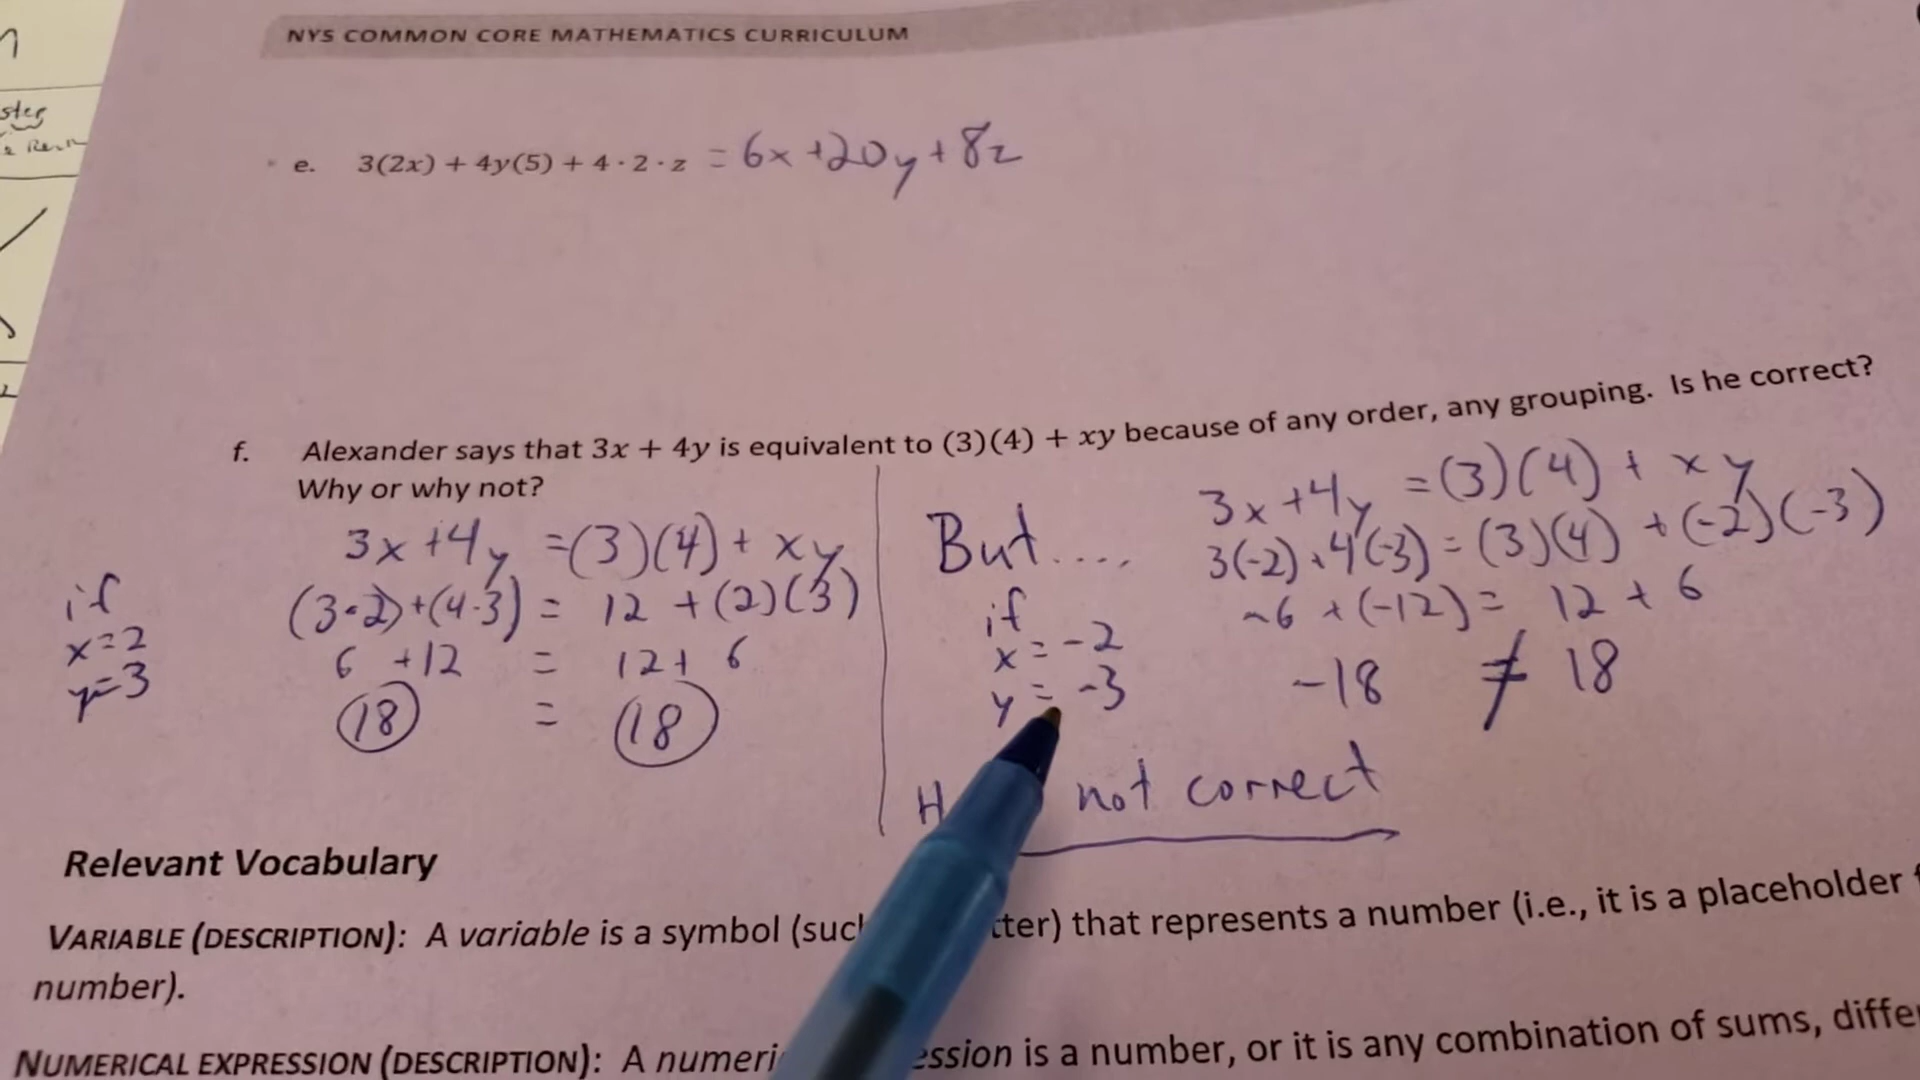 NYS COMMON CORE MATHEMATICS CURRICULUM
step
e. 3(2x) + 4y(5) + 4 · 2 · z = 6x + 20y + 8z
f. Alexander says that 3x + 4y is equivalent to (3)(4) + xy because of any order, any grouping. Is he correct?
Why or why not?
3x + 4y = (3)(4) + xy
if
x = 2
y = 3
(3·2) + (4·3) = 12 + (2)(3)
6 + 12 = 12 + 6
18 = 18
But....
if
x = -2
y = -3
3x + 4y = (3)(4) + xy
3(-2) + 4(-3) = (3)(4) + (-2)(-3)
-6 + (-12) = 12 + 6
-18 ≠ 18
not correct
Relevant Vocabulary
VARIABLE (DESCRIPTION): A variable is a symbol (such tter) that represents a number (i.e., it is a placeholder
number).
NUMERICAL EXPRESSION (DESCRIPTION): A numeri ession is a number, or it is any combination of sums, differ